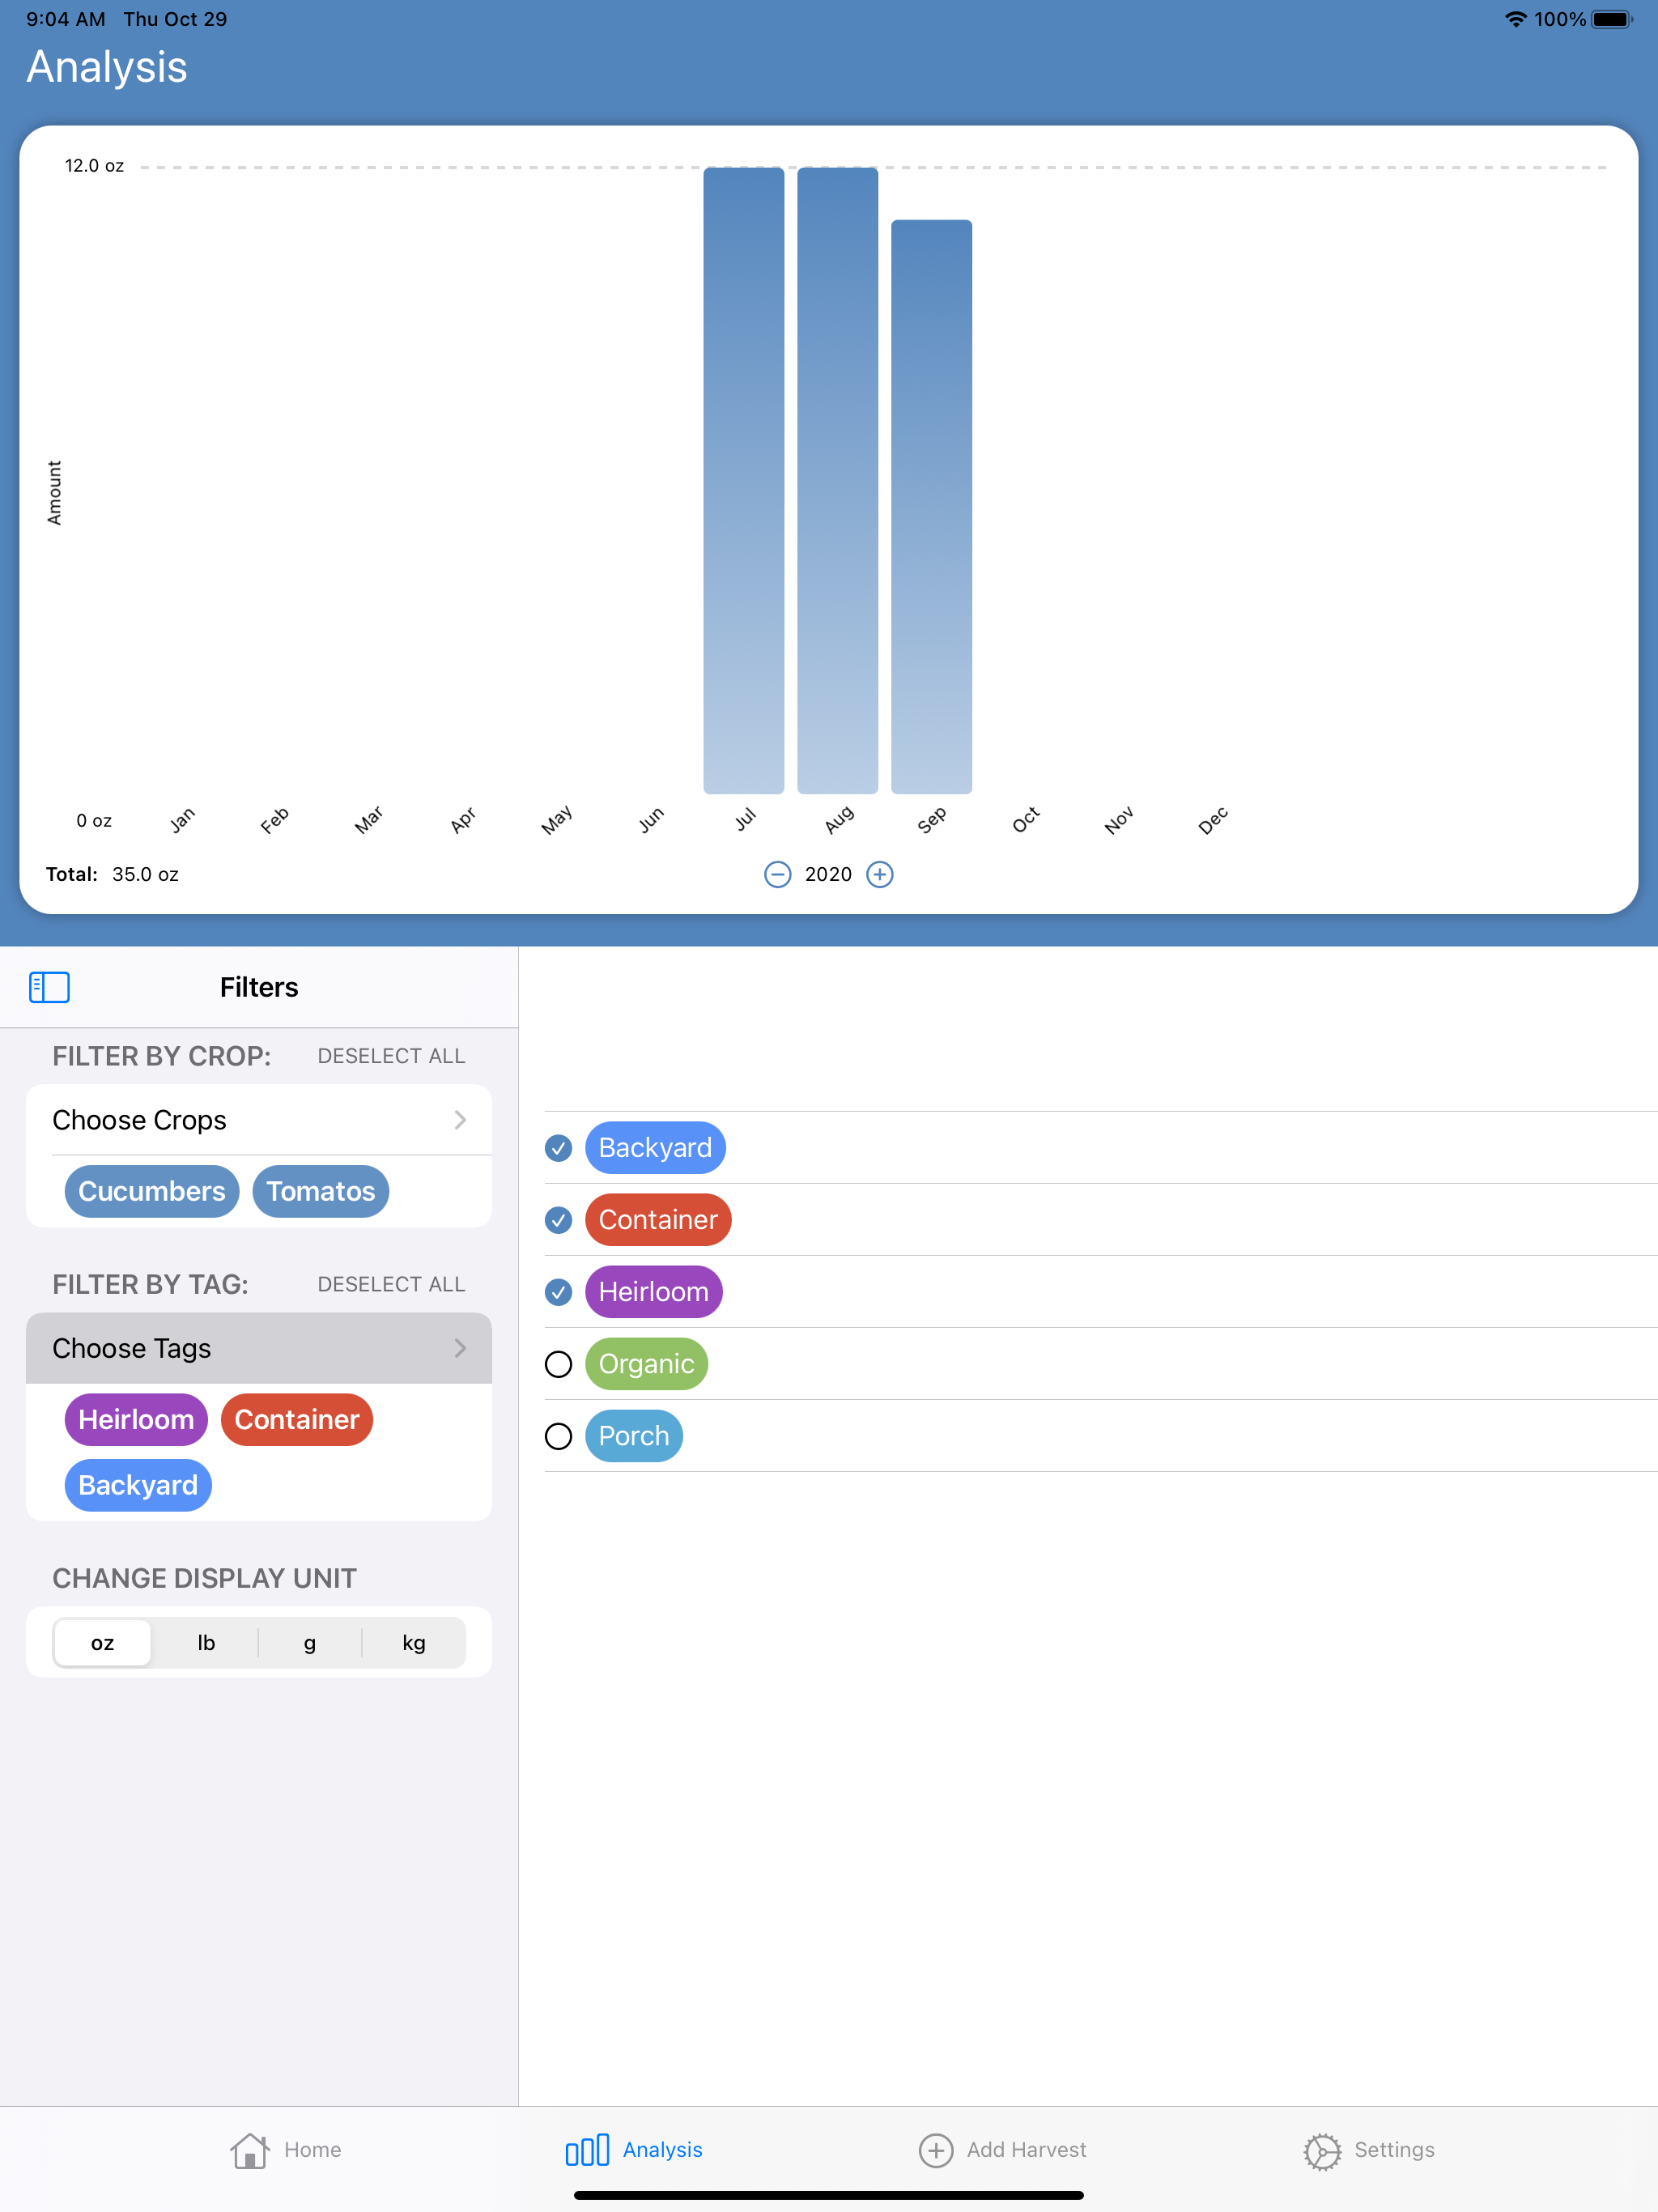 9:04 AM Thu Oct 29 100%
Analysis
12.0 oz
Amount
0 oz Jan Feb Mar Apr May Jun Jul Aug Sep Oct Nov Dec
Total: 35.0 oz 2020
Filters
FILTER BY CROP: DESELECT ALL
Choose Crops
Cucumbers Tomatos
FILTER BY TAG: DESELECT ALL
Choose Tags
Heirloom Container
Backyard
CHANGE DISPLAY UNIT
oz lb g kg
Backyard
Container
Heirloom
Organic
Porch
Home Analysis Add Harvest Settings